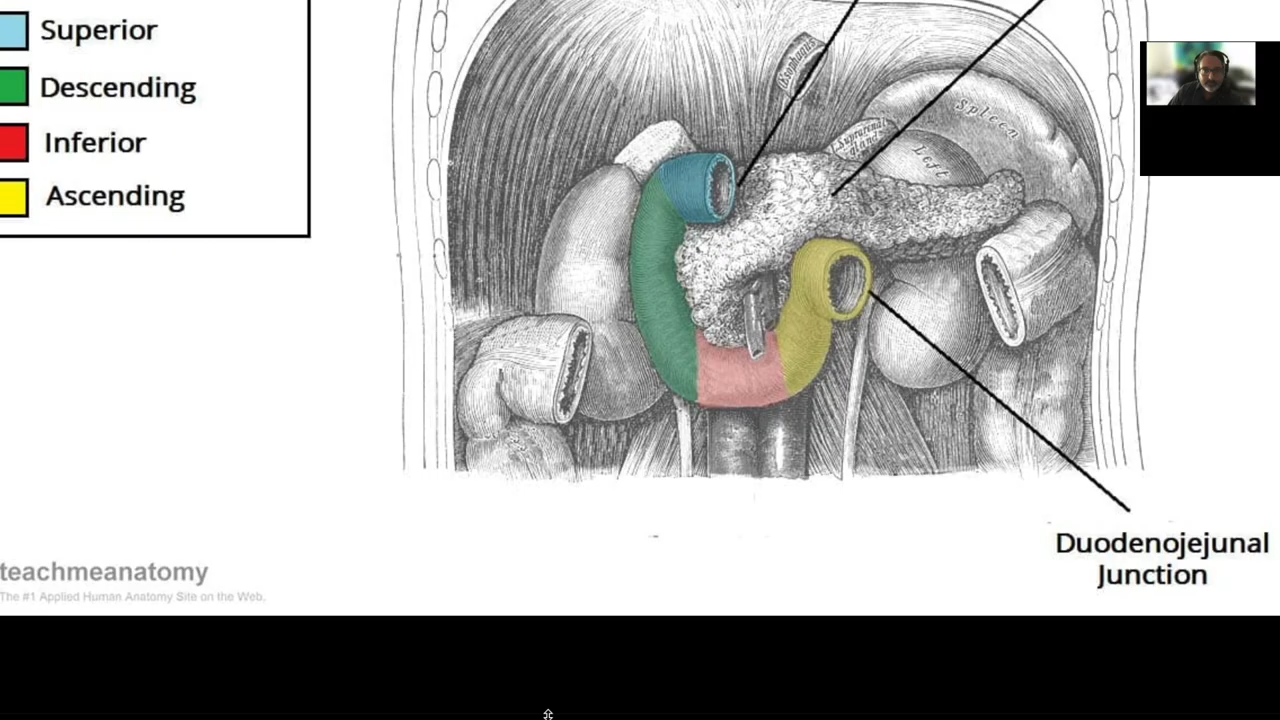 Superior
Descending
Inferior
Ascending
Esophagus
Suprarenal
gland
Spleen
Left
Duodenojejunal
Junction
teachmeanatomy
The #1 Applied Human Anatomy Site on the Web.